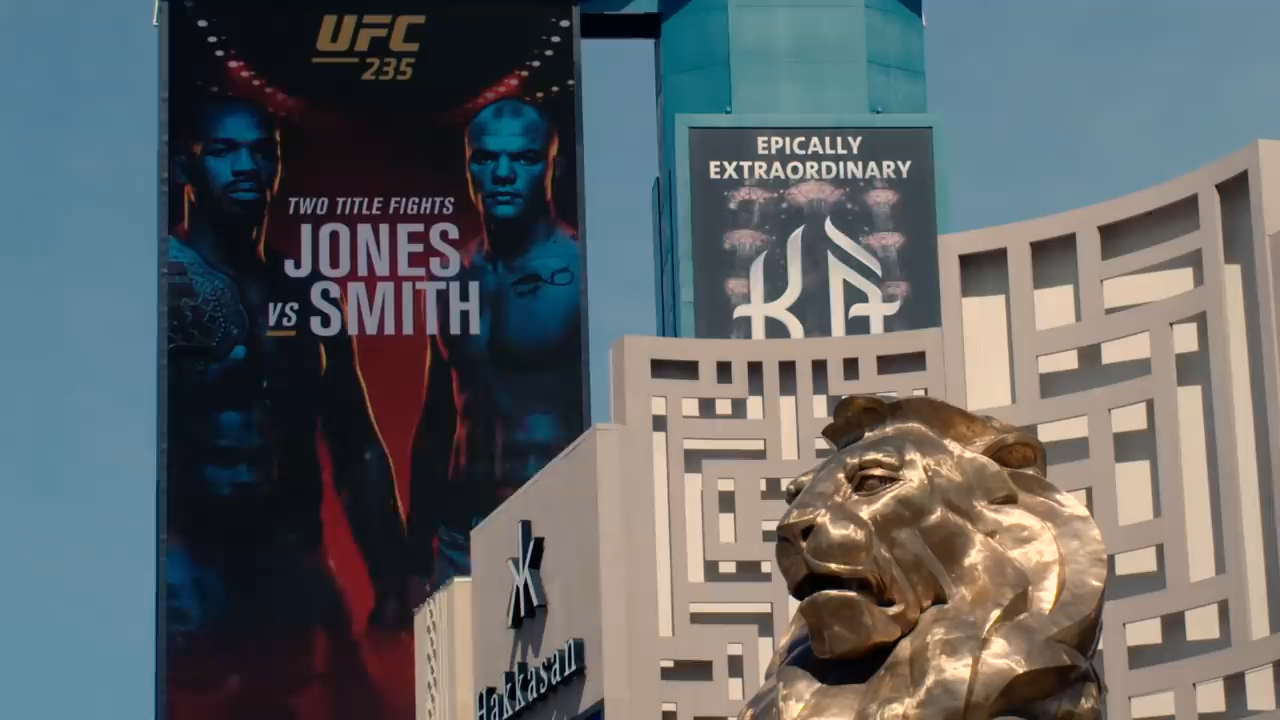 UFC
235
TWO TITLE FIGHTS
JONES
VS SMITH
EPICALLY
EXTRAORDINARY
KÀ
Hakkasan